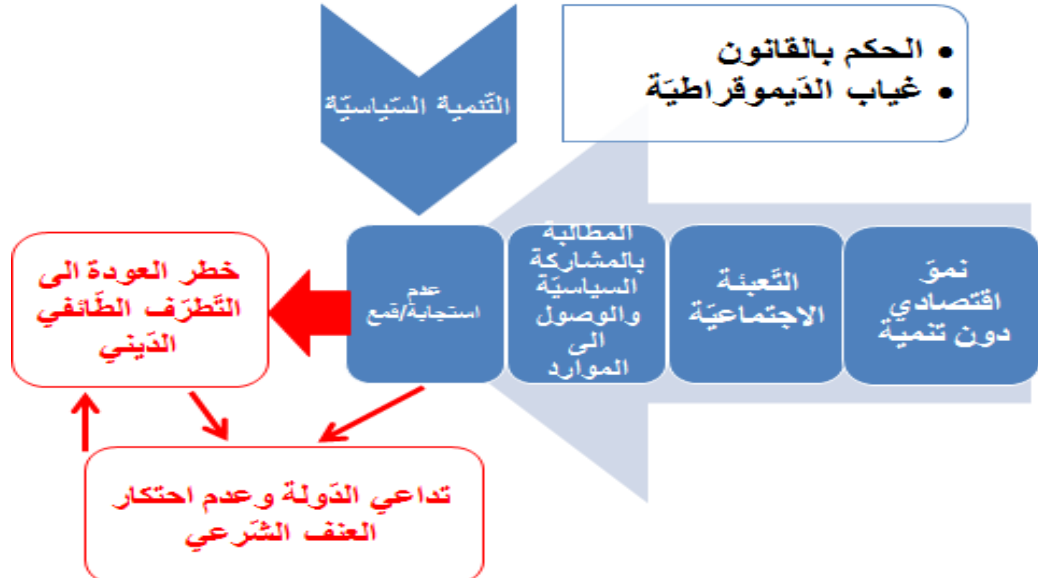 • الحكم بالقانون
• غياب الدّيموقراطيّة
التّنمية السّياسيّة
نموّ
اقتصادي
دون تنمية
التّعبئة
الاجتماعيّة
المطالبة
بالمشاركة
السياسيّة
والوصول
الى
الموارد
عدم
استجابة/قمع
خطر العودة الى
التّطرّف الطّائفي
الدّيني
تداعي الدّولة وعدم احتكار
العنف الشّرعي